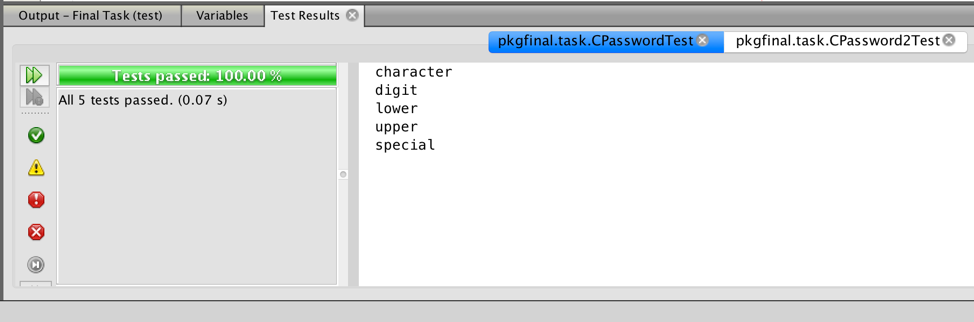 Output – Final Task (test)
Variables
Test Results
pkgfinal.task.CPasswordTest
pkgfinal.task.CPassword2Test
Tests passed: 100.00 %
All 5 tests passed. (0.07 s)
character
digit
lower
upper
special